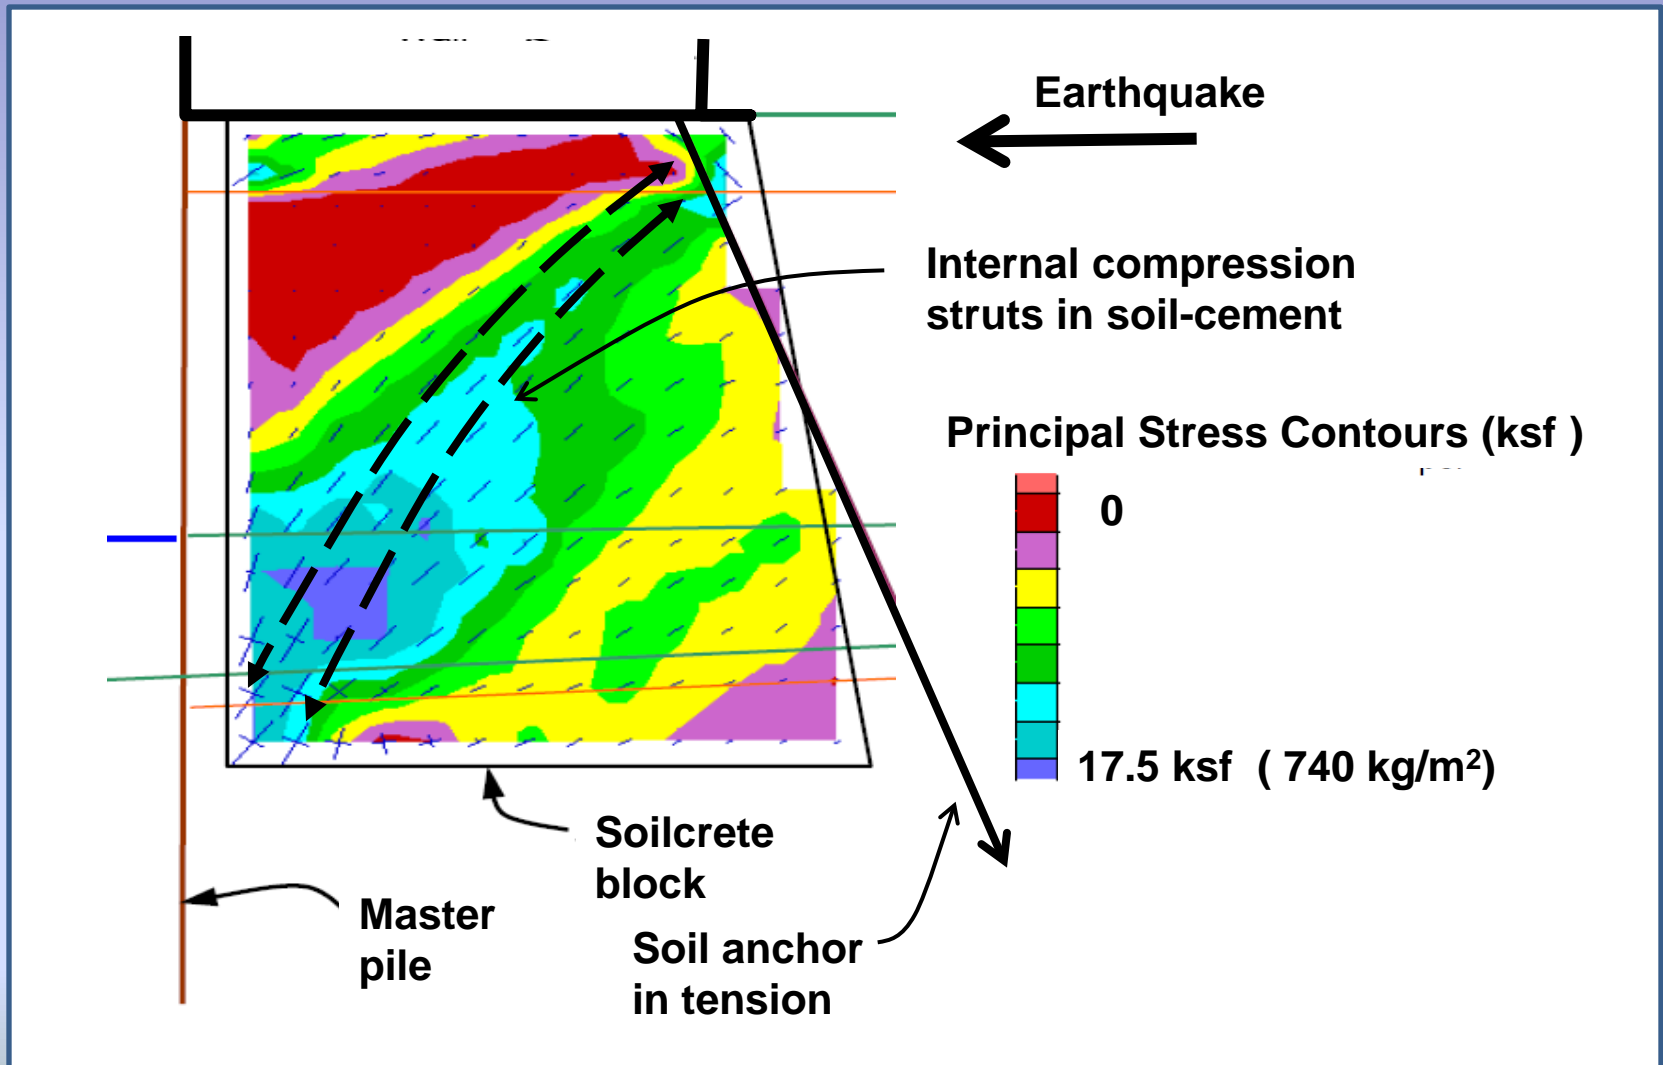 Earthquake
Internal compression
struts in soil-cement
Principal Stress Contours (ksf )
0
17.5 ksf ( 740 kg/m²)
Soilcrete
block
Master
pile
Soil anchor
in tension